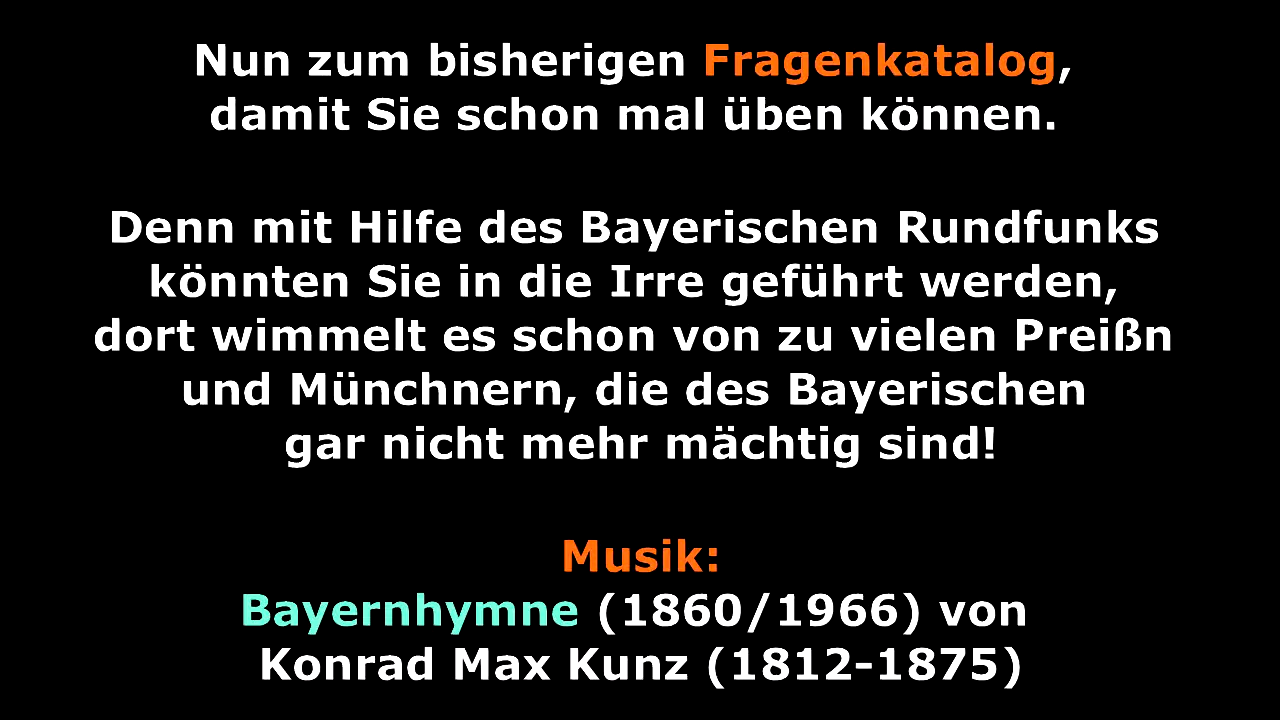 Nun zum bisherigen Fragenkatalog,
damit Sie schon mal üben können.
Denn mit Hilfe des Bayerischen Rundfunks
könnten Sie in die Irre geführt werden,
dort wimmelt es schon von zu vielen Preißn
und Münchnern, die des Bayerischen
gar nicht mehr mächtig sind!
Musik:
Bayernhymne (1860/1966) von
Konrad Max Kunz (1812-1875)